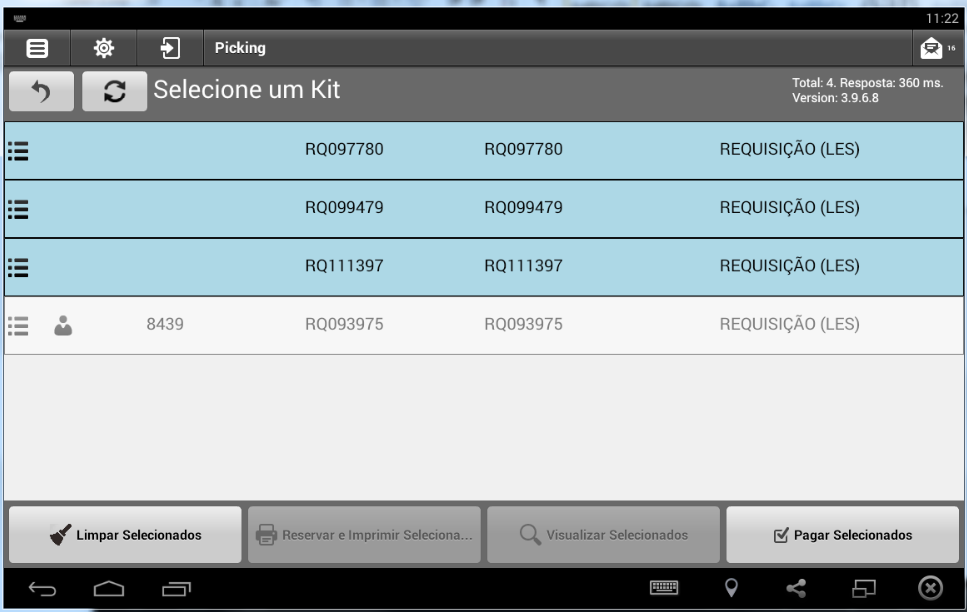 11:22
Picking
16
Selecione um Kit
Total: 4. Resposta: 360 ms.
Version: 3.9.6.8
RQ097780 RQ097780 REQUISIÇÃO (LES)
RQ099479 RQ099479 REQUISIÇÃO (LES)
RQ111397 RQ111397 REQUISIÇÃO (LES)
8439 RQ093975 RQ093975 REQUISIÇÃO (LES)
Limpar Selecionados
Reservar e Imprimir Seleciona...
Visualizar Selecionados
Pagar Selecionados